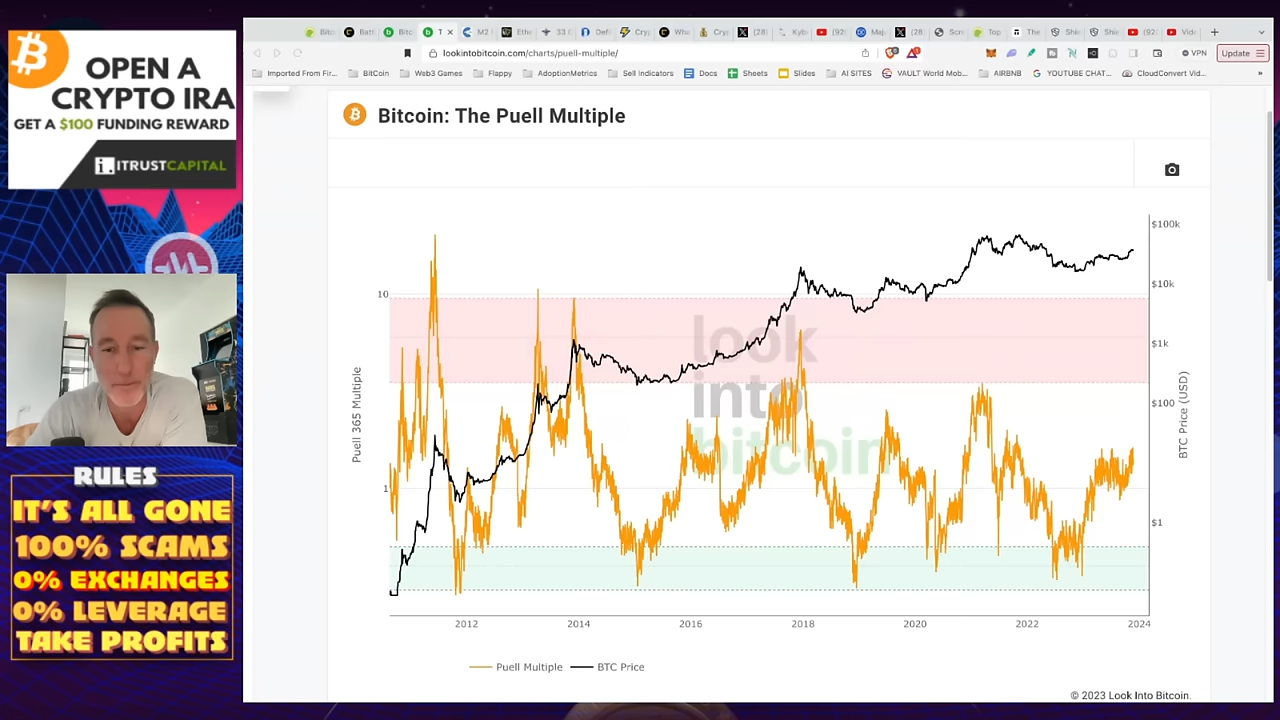 OPEN A
CRYPTO IRA
GET A $100 FUNDING REWARD
i. ITRUSTCAPITAL
RULES
IT'S ALL GONE
100% SCAMS
0% EXCHANGES
0% LEVERAGE
TAKE PROFITS
lookintobitcoin.com/charts/puell-multiple/
VPN
Update
Imported From Fir... BitCoin Web3 Games Flappy AdoptionMetrics Sell Indicators Docs Sheets Slides AI SITES VAULT World Mob... AIRBNB YOUTUBE CHAT... CloudConvert Vid... »
Bitcoin: The Puell Multiple
look
into
bitcoin
Puell 365 Multiple
10
1
$100k
$10k
$1k
$100
$1
BTC Price (USD)
2012 2014 2016 2018 2020 2022 2024
Puell Multiple BTC Price
© 2023 Look Into Bitcoin.